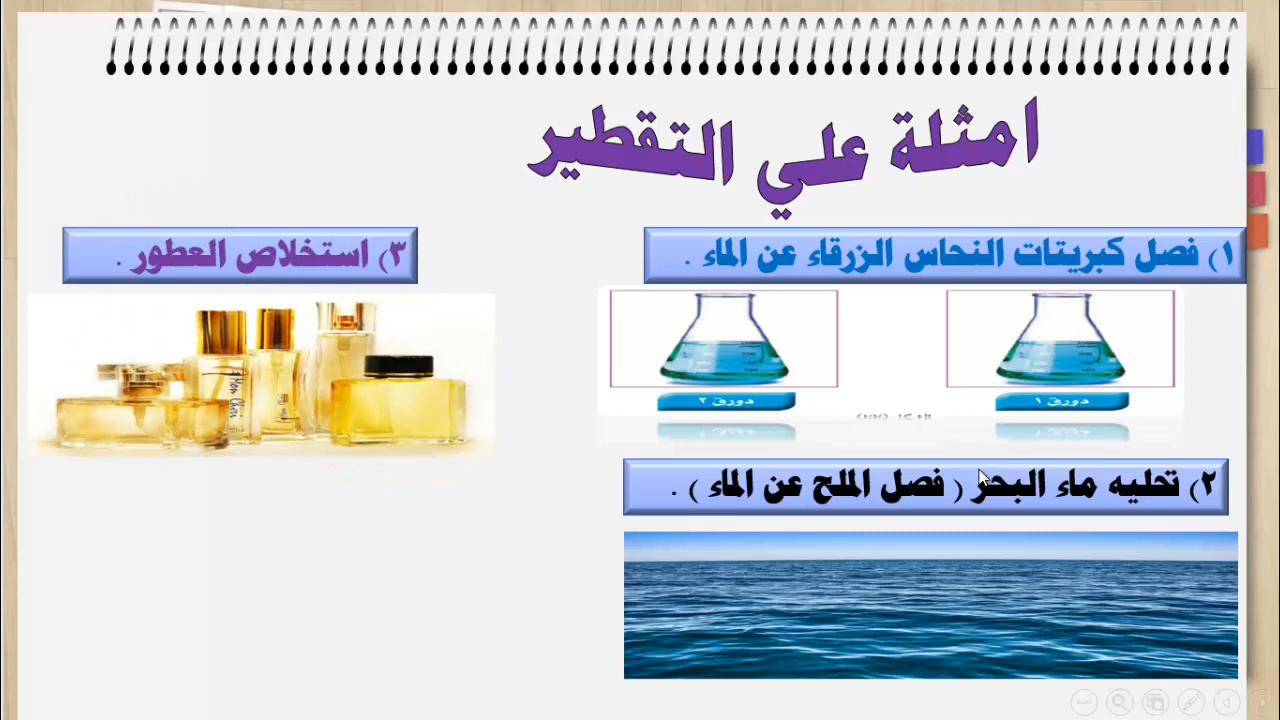 امثلة علي التقطير
١) فصل كبريتات النحاس الزرقاء عن الماء .
دورق ١
دورق ٢
٢) تحليه ماء البحر ( فصل الملح عن الماء ) .
٣) استخلاص العطور .